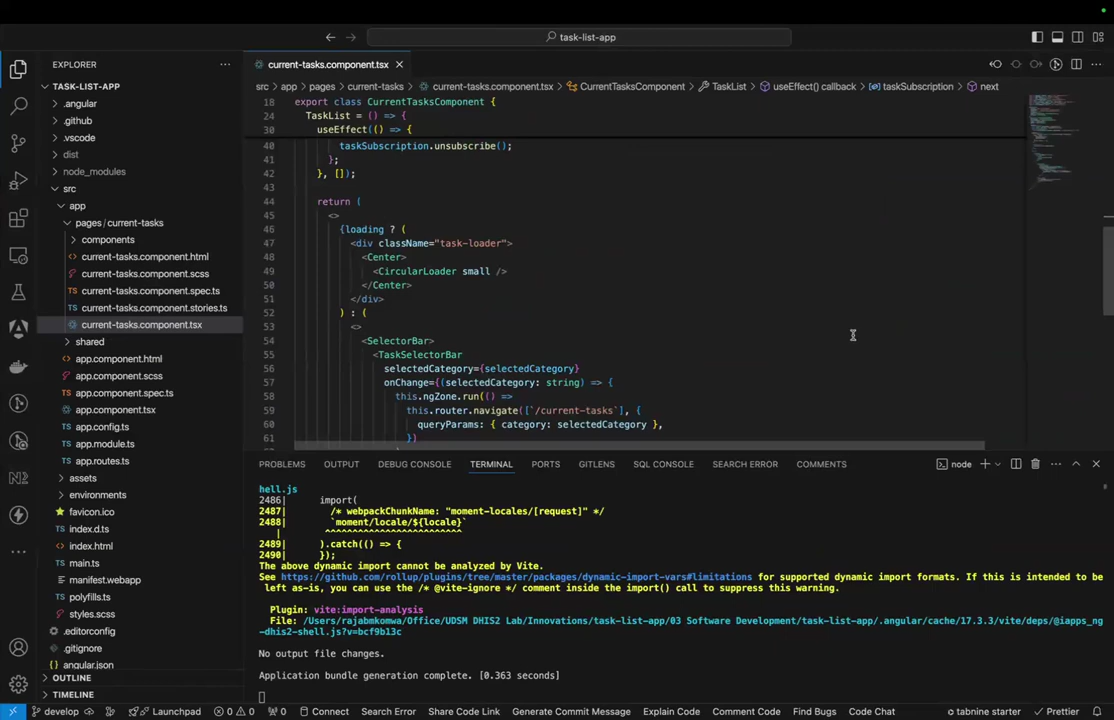 task-list-app
EXPLORER
TASK-LIST-APP
.angular
.github
.vscode
dist
node_modules
src
app
pages / current-tasks
components
current-tasks.component.html
current-tasks.component.scss
current-tasks.component.spec.ts
current-tasks.component.stories.ts
current-tasks.component.tsx
shared
app.component.html
app.component.scss
app.component.spec.ts
app.component.tsx
app.config.ts
app.module.ts
app.routes.ts
assets
environments
favicon.ico
index.d.ts
index.html
main.ts
manifest.webapp
polyfills.ts
styles.scss
.editorconfig
.gitignore
angular.json
OUTLINE
TIMELINE
current-tasks.component.tsx
src > app > pages > current-tasks > current-tasks.component.tsx > CurrentTasksComponent > TaskList > useEffect() callback > taskSubscription > next
18 export class CurrentTasksComponent {
24 TaskList = () => {
30 useEffect(() => {
40 taskSubscription.unsubscribe();
41 };
42 }, []);
43
44 return (
45 <>
46 {loading ? (
47 <div className="task-loader">
48 <Center>
49 <CircularLoader small />
50 </Center>
51 </div>
52 ) : (
53 <>
54 <SelectorBar>
55 <TaskSelectorBar
56 selectedCategory={selectedCategory}
57 onChange={(selectedCategory: string) => {
58 this.ngZone.run(() =>
59 this.router.navigate([`/current-tasks`], {
60 queryParams: { category: selectedCategory },
61 })
PROBLEMS OUTPUT DEBUG CONSOLE TERMINAL PORTS GITLENS SQL CONSOLE SEARCH ERROR COMMENTS
node
hell.js
2486| import(
2487| /* webpackChunkName: "moment-locales/[request]" */
2488| `moment/locale/${locale}`
| ^^^^^^^^^^^^^^^^^^^^^^^^^
2489| ).catch(() => {
2490| });
The above dynamic import cannot be analyzed by Vite.
See https://github.com/rollup/plugins/tree/master/packages/dynamic-import-vars#limitations for supported dynamic import formats. If this is intended to be
left as-is, you can use the /* @vite-ignore */ comment inside the import() call to suppress this warning.
Plugin: vite:import-analysis
File: /Users/rajabmkomwa/Office/UDSM DHIS2 Lab/Innovations/task-list-app/03 Software Development/task-list-app/.angular/cache/17.3.3/vite/deps/@iapps_ng
-dhis2-shell.js?v=bcf9b13c
No output file changes.
Application bundle generation complete. [0.363 seconds]
develop Launchpad 0 0 0 Connect Search Error Share Code Link Generate Commit Message Explain Code Comment Code Find Bugs Code Chat tabnine starter Prettier